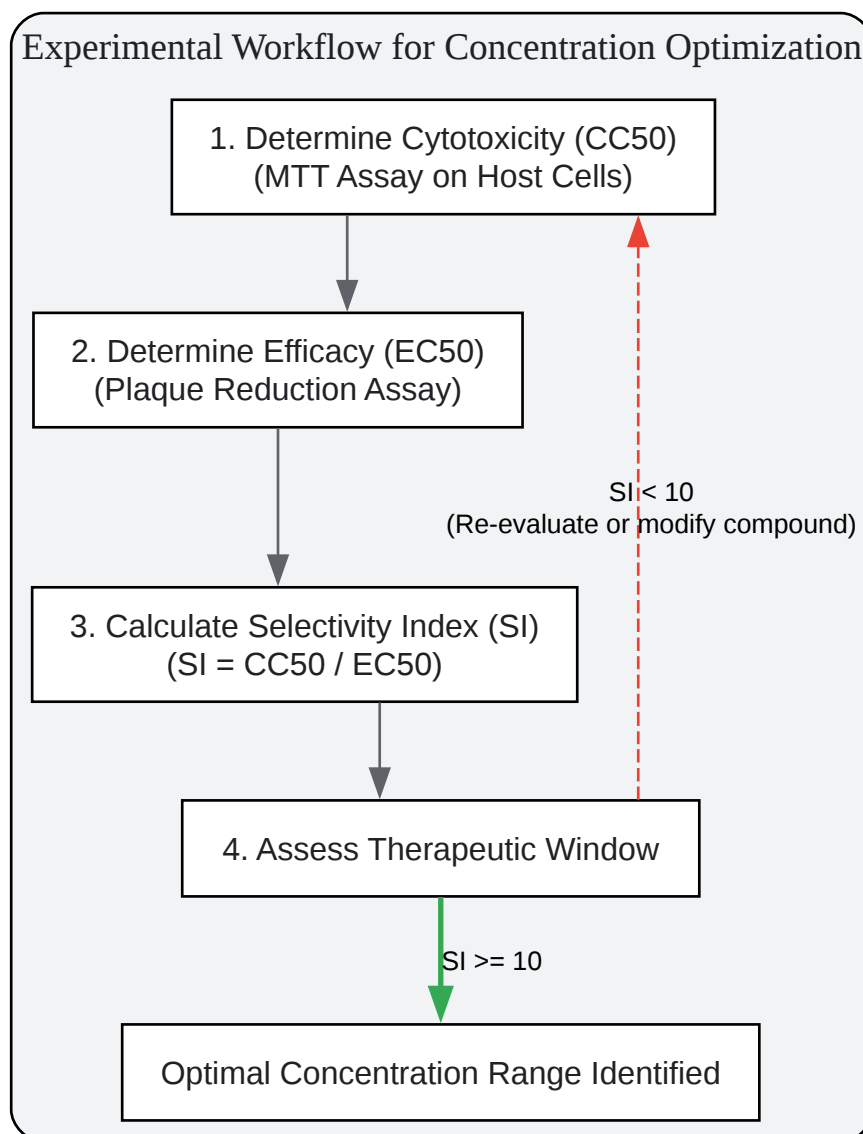 Experimental Workflow for Concentration Optimization
1. Determine Cytotoxicity (CC50)
(MTT Assay on Host Cells)
2. Determine Efficacy (EC50)
(Plaque Reduction Assay)
SI < 10
(Re-evaluate or modify compound)
3. Calculate Selectivity Index (SI)
(SI = CC50 / EC50)
4. Assess Therapeutic Window
SI >= 10
Optimal Concentration Range Identified